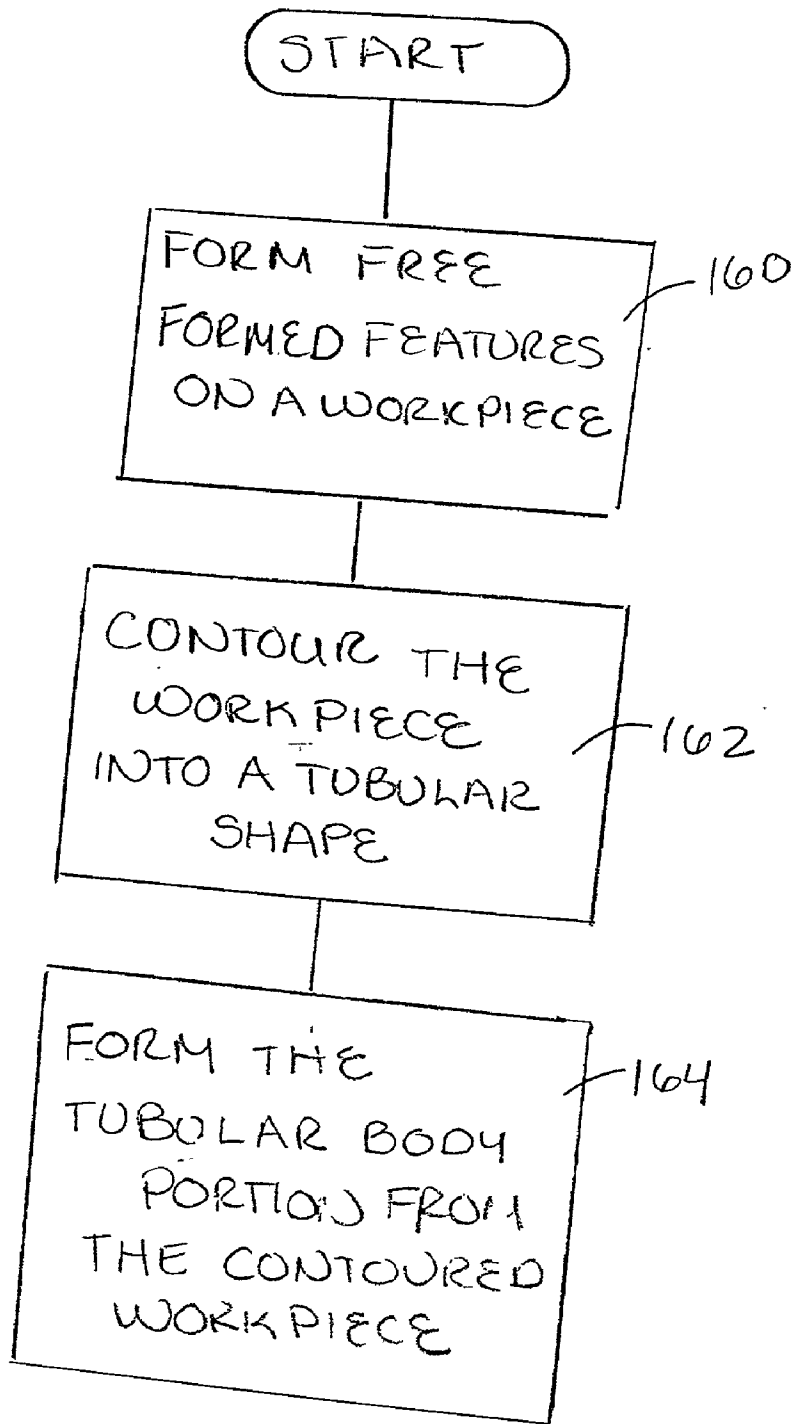 START
FORM FREE
FORMED FEATURES
ON A WORKPIECE
160
CONTOUR THE
WORKPIECE
INTO A TUBULAR
SHAPE
162
FORM THE
TUBULAR BODY
PORTION FROM
THE CONTOURED
WORKPIECE
164